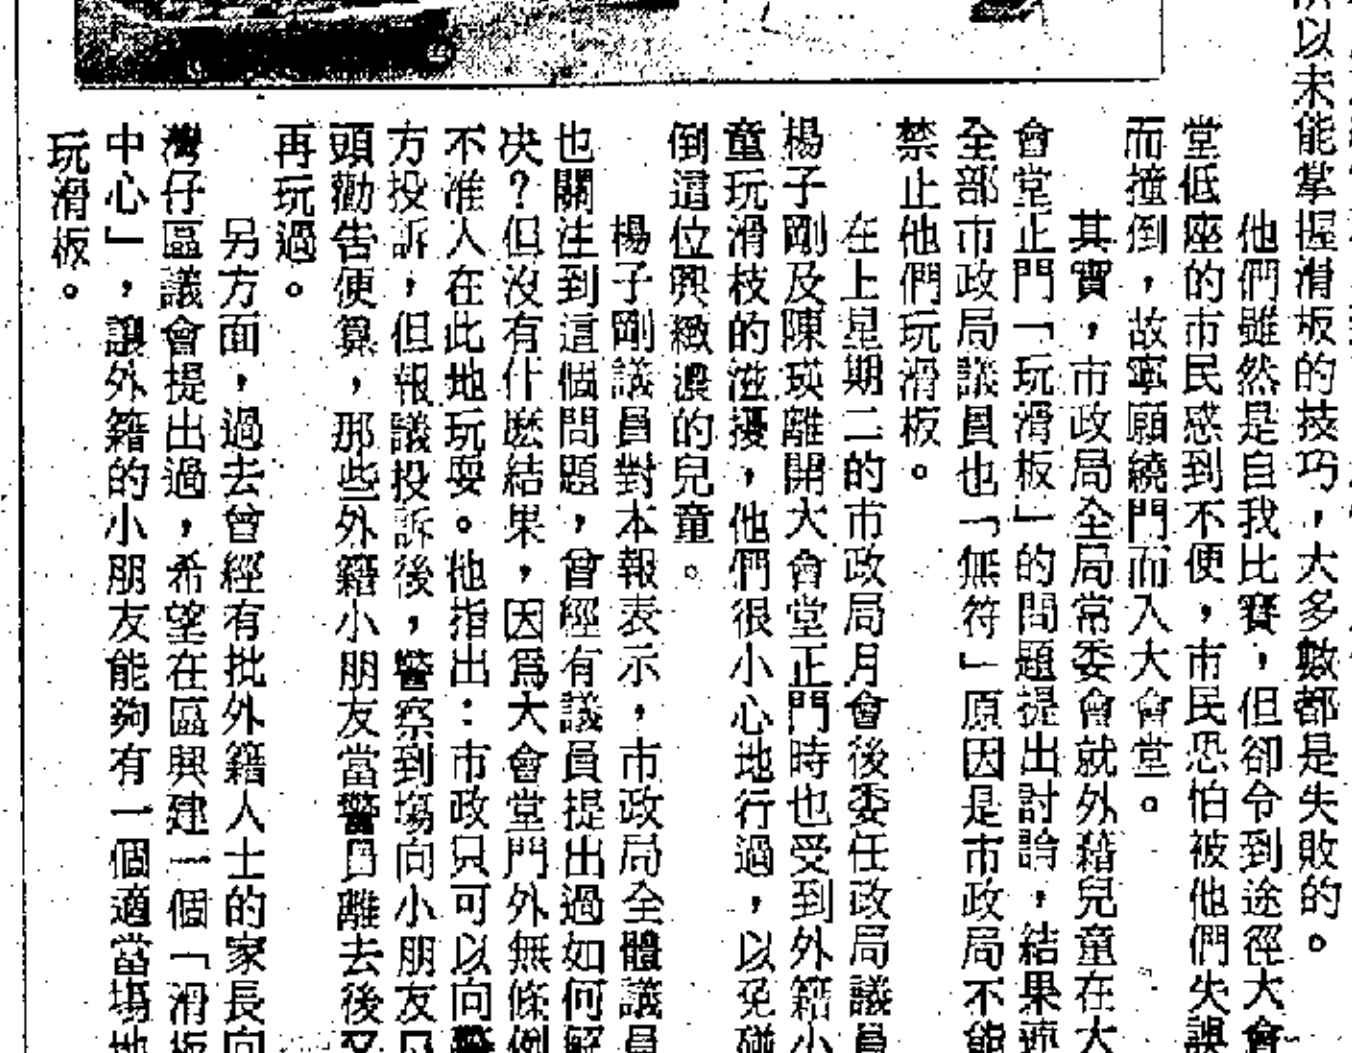 以未能掌握滑板的技巧，大多數都是失敗的。
他們雖然是自我比賽，但卻令到途徑大會
堂低座的市民感到不便，市民恐怕被他們失誤
而撞倒，故寧願繞門而入大會堂。
其實，市政局全局常委會就外籍兒童在大
會堂正門「玩滑板」的問題提出討論，結果連
全部市政局議員也「無符」原因是市政局不能
禁止他們玩滑板。
在上星期二的市政局月會後委任政局議員
楊子剛及陳瑛離開大會堂正門時也受到外籍小
童玩滑枝的滋擾，他們很小心地行過，以免碰
倒這位興緻濃的兒童。
楊子剛議員對本報表示，市政局全體議員
也關注到這個問題，曾經有議員提出過如何解
决？但沒有什麽結果，因爲大會堂門外無條例
不准人在此地玩耍。他指出：市政只可以向警
方投訴，但報議投訴後，警察到塲向小朋友口
頭勸告便算，那些外籍小朋友當警員離去後又
再玩過。
另方面，過去曾經有批外籍人士的家長向
灣仔區議會提出過，希望在區興建一個「滑板
中心」，讓外籍的小朋友能夠有一個適當塲地
玩滑板。